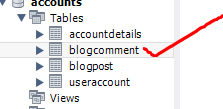 accounts
Tables
accountdetails
blogcomment
blogpost
useraccount
Views